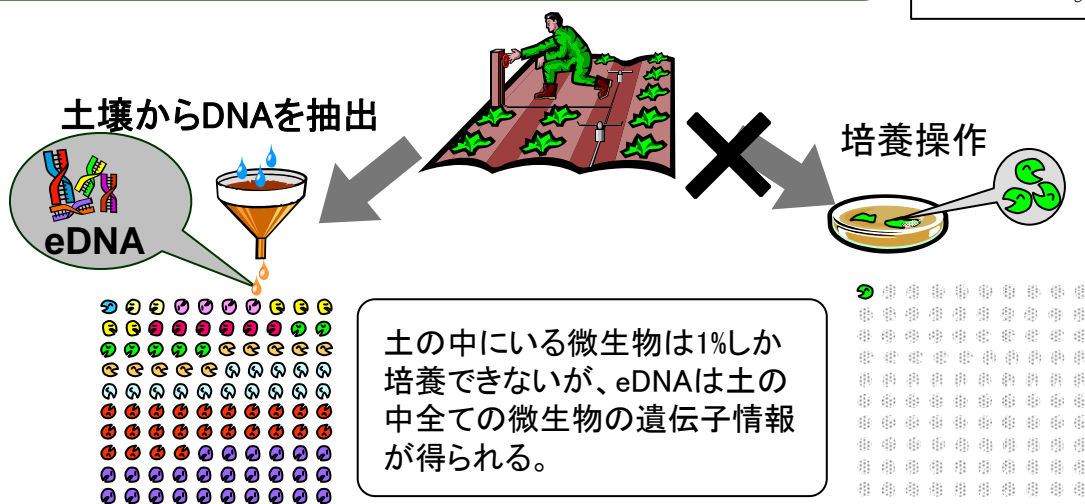 土壌からDNAを抽出
培養操作
eDNA
土の中にいる微生物は1%しか
培養できないが、eDNAは土の
中全ての微生物の遺伝子情報
が得られる。